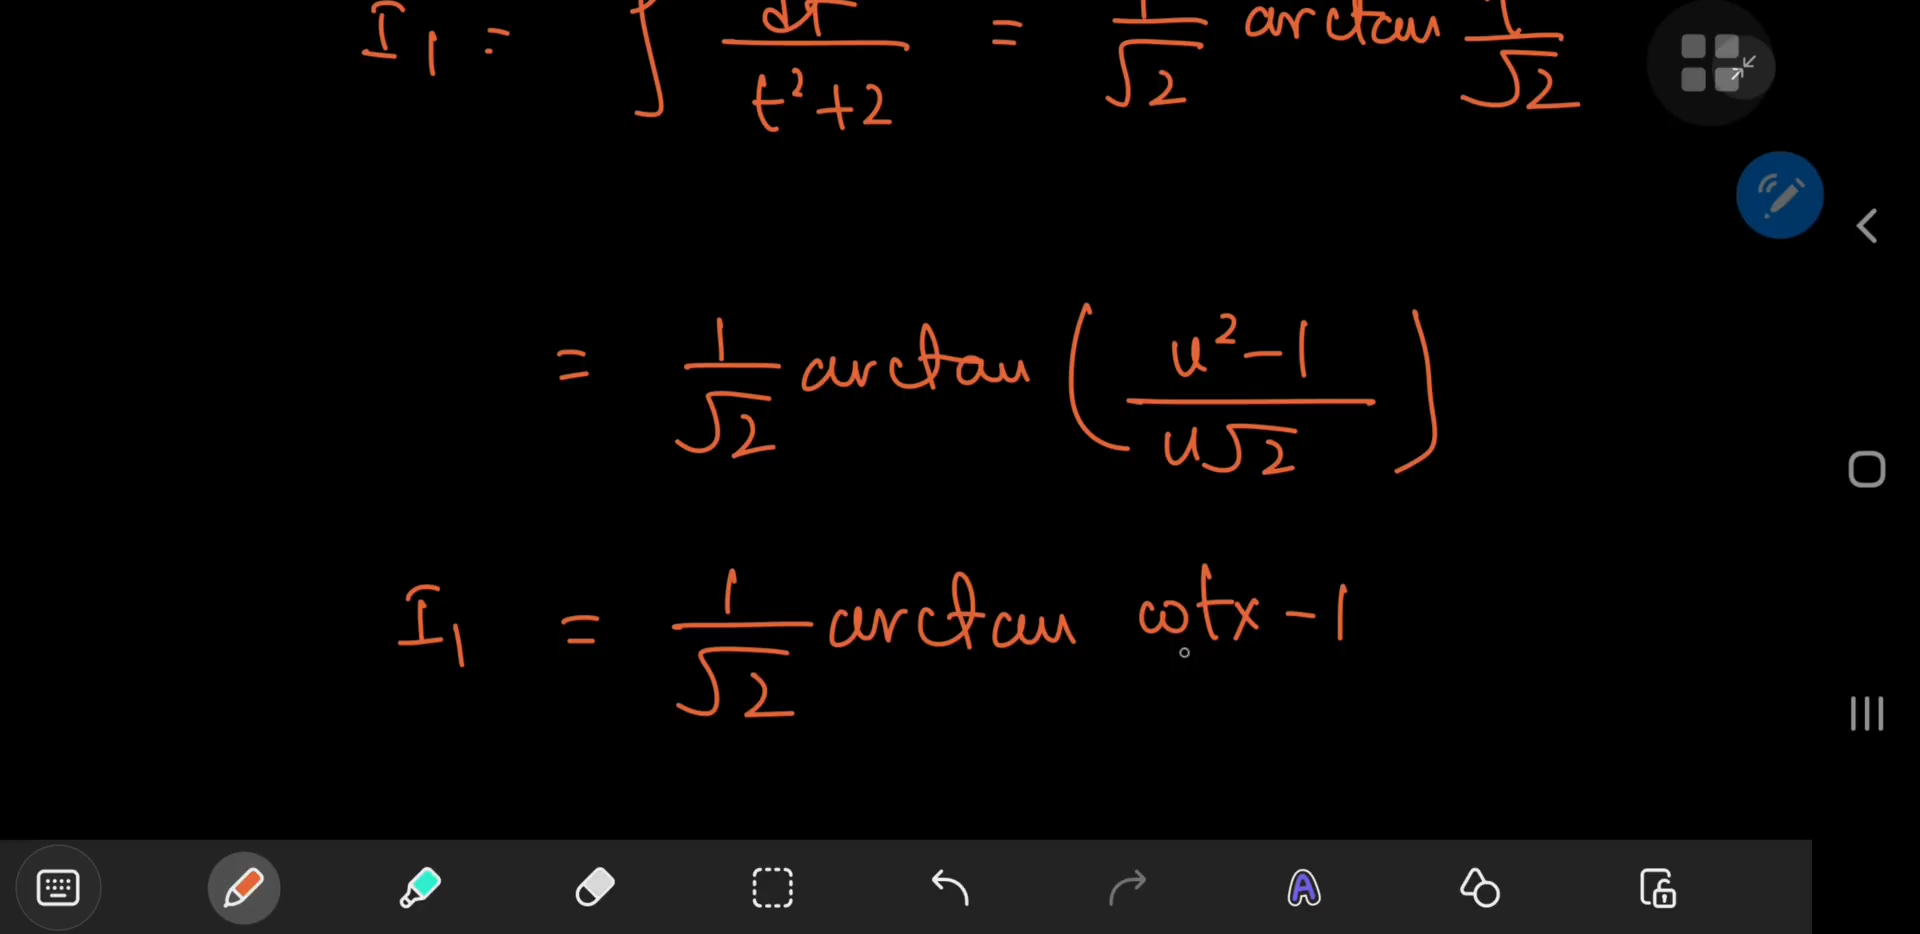 I₁ = ∫ dt/(t²+2) = 1/√2 arctan t/√2
= 1/√2 arctan ( (u²-1)/(u√2) )
I₁ = 1/√2 arctan cotx - 1
A